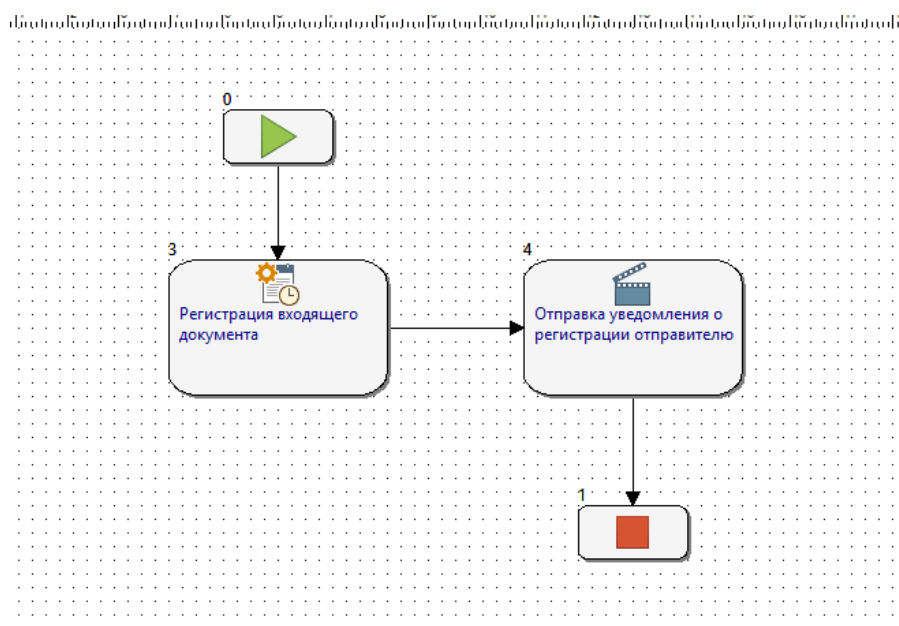 0
3
Регистрация входящего
документа
4
Отправка уведомления о
регистрации отправителю
1